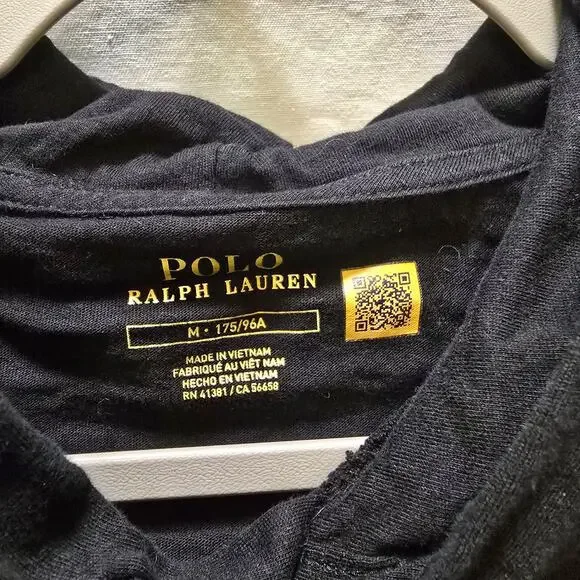 POLO
RALPH LAUREN
M • 175/96A
MADE IN VIETNAM
FABRIQUÉ AU VIÊT NAM
HECHO EN VIETNAM
RN 41381 / CA 56658